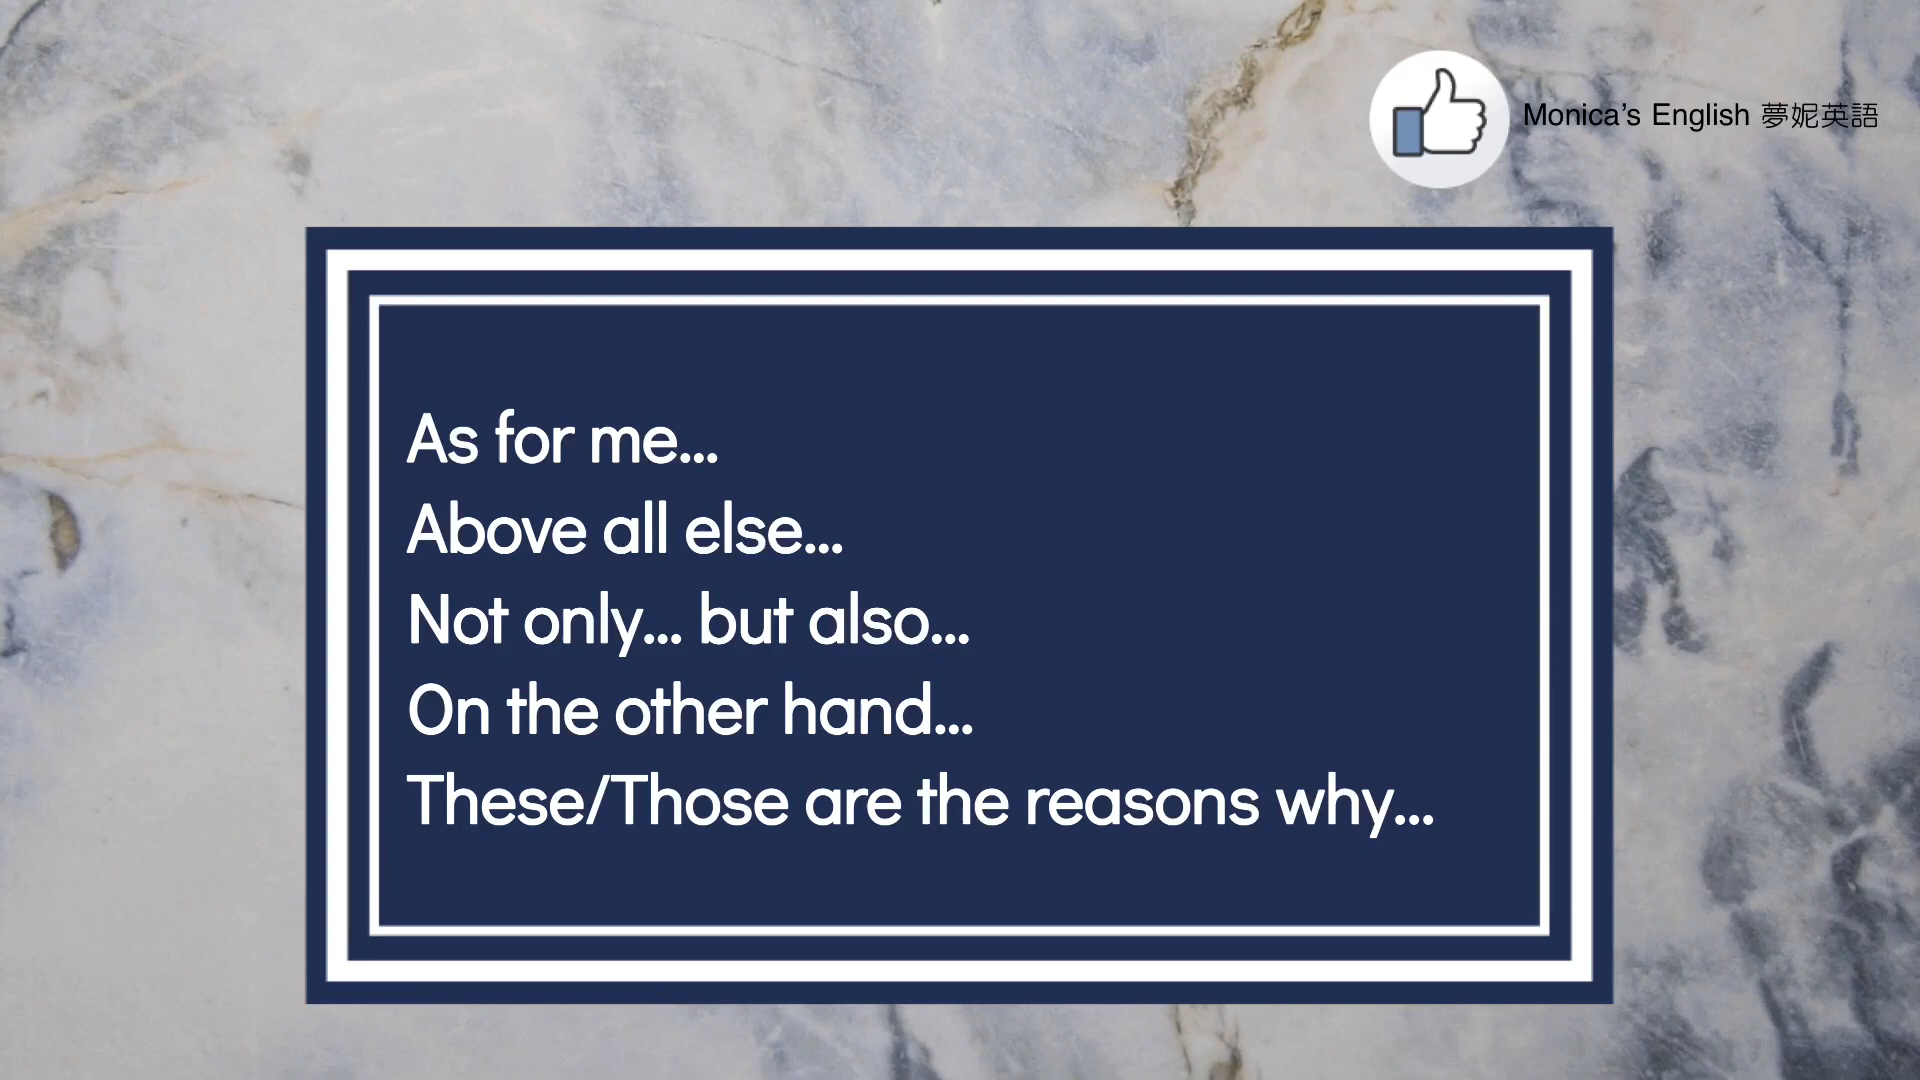 Monica's English 夢妮英語
As for me...
Above all else...
Not only... but also...
On the other hand...
These/Those are the reasons why...